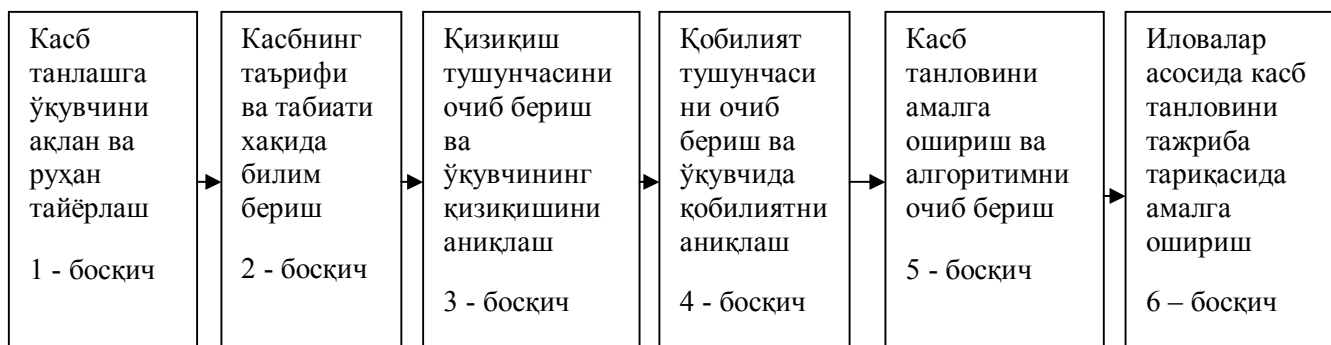 Касб
танлашга
ўқувчини
ақлан ва
руҳан
тайёрлаш
1 - босқич
Касбнинг
таърифи
ва табиати
хақида
билим
бериш
2 - босқич
Қизиқиш
тушунчасини
очиб бериш
ва
ўқувчининг
қизиқишини
аниқлаш
3 - босқич
Қобилият
тушунчаси
ни очиб
бериш ва
ўқувчида
қобилиятни
аниқлаш
4 - босқич
Касб
танловини
амалга
ошириш ва
алгоритимни
очиб бериш
5 - босқич
Иловалар
асосида касб
танловини
тажриба
тариқасида
амалга
ошириш
6 – босқич